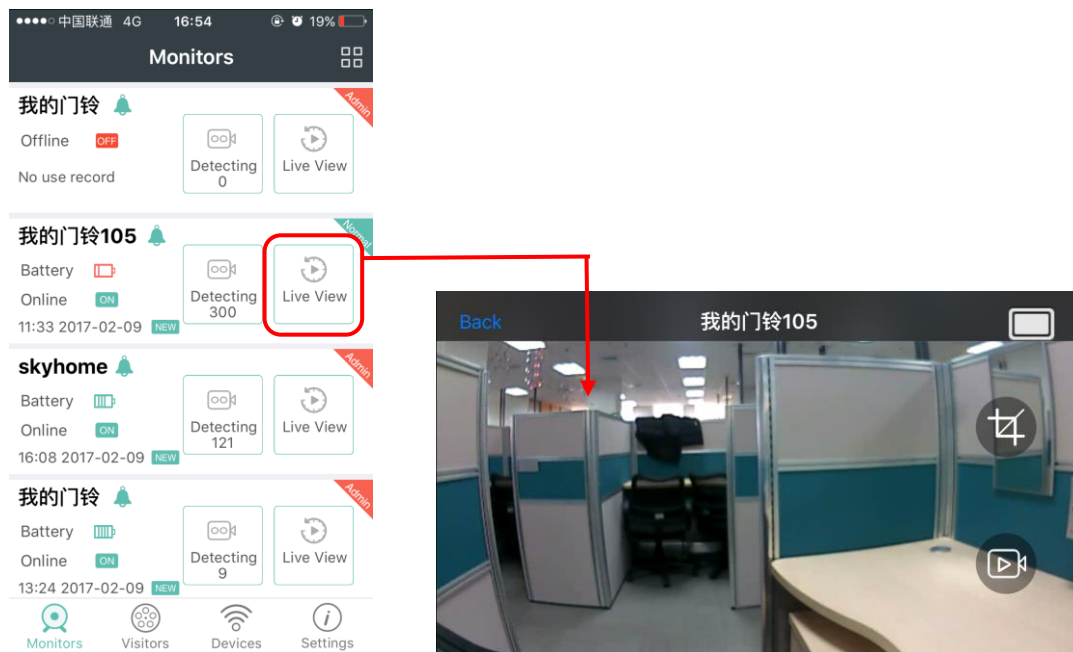 中国联通 4G 16:54 19%
Monitors
我的门铃 Admin
Offline OFF
No use record
Detecting
0
Live View
我的门铃105 Normal
Battery
Online ON
11:33 2017-02-09 NEW
Detecting
300
Live View
skyhome Admin
Battery
Online ON
16:08 2017-02-09 NEW
Detecting
121
Live View
我的门铃 Admin
Battery
Online ON
13:24 2017-02-09 NEW
Detecting
9
Live View
Monitors Visitors Devices Settings
Back 我的门铃105